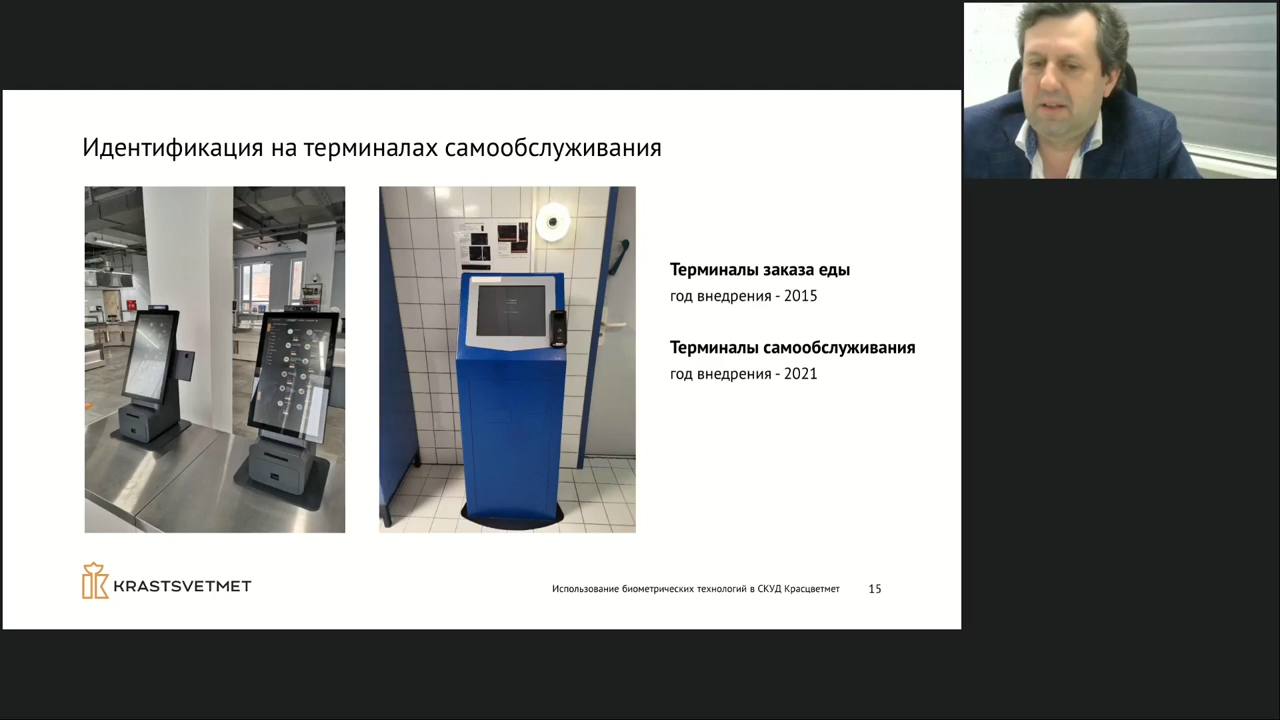 Идентификация на терминалах самообслуживания
Терминалы заказа еды
год внедрения - 2015
Терминалы самообслуживания
год внедрения - 2021
KRASTSVETMET
Использование биометрических технологий в СКУД Красцветмет
15